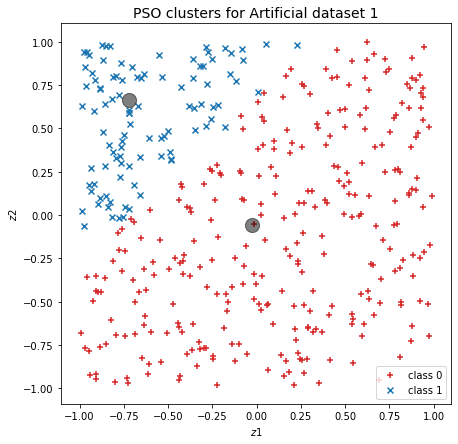 PSO clusters for Artificial dataset 1
z2
1.00
0.75
0.50
0.25
0.00
−0.25
−0.50
−0.75
−1.00
class 0
class 1
−1.00 −0.75 −0.50 −0.25 0.00 0.25 0.50 0.75 1.00
z1